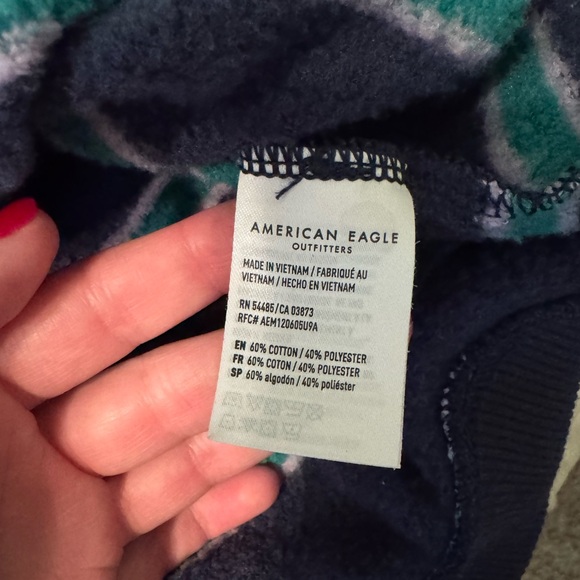 AMERICAN EAGLE
OUTFITTERS
MADE IN VIETNAM / FABRIQUÉ AU
VIETNAM / HECHO EN VIETNAM
RN 54485/CA 03873
RFC# AEM120605U9A
EN 60% COTTON / 40% POLYESTER
FR 60% COTON / 40% POLYESTER
SP 60% algodón / 40% poliéster